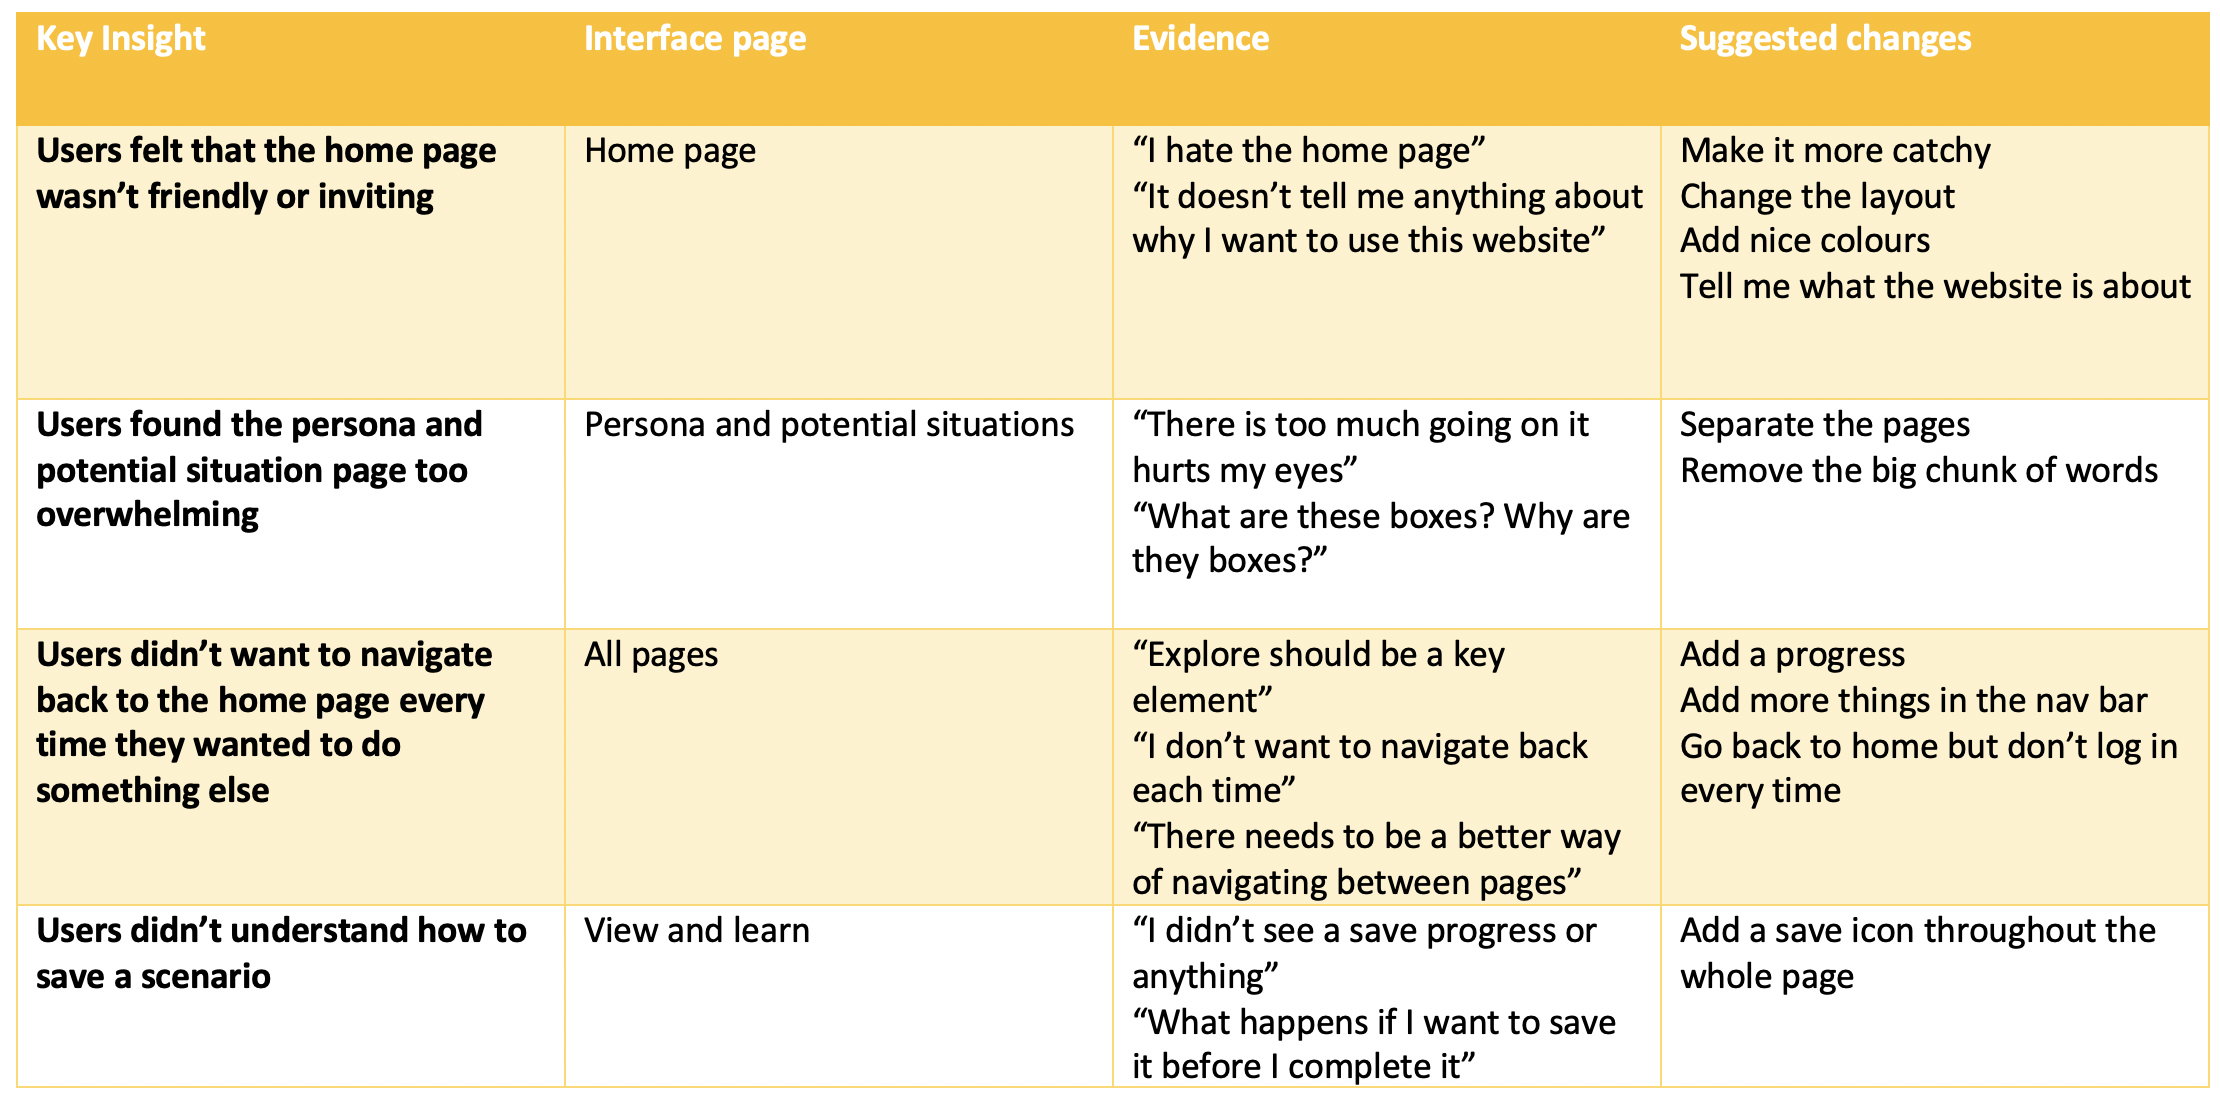 Key Insight
Interface page
Evidence
Suggested changes
Users felt that the home page
wasn’t friendly or inviting
Home page
“I hate the home page”
“It doesn’t tell me anything about
why I want to use this website”
Make it more catchy
Change the layout
Add nice colours
Tell me what the website is about
Users found the persona and
potential situation page too
overwhelming
Persona and potential situations
“There is too much going on it
hurts my eyes”
“What are these boxes? Why are
they boxes?”
Separate the pages
Remove the big chunk of words
Users didn’t want to navigate
back to the home page every
time they wanted to do
something else
All pages
“Explore should be a key
element”
“I don’t want to navigate back
each time”
“There needs to be a better way
of navigating between pages”
Add a progress
Add more things in the nav bar
Go back to home but don’t log in
every time
Users didn’t understand how to
save a scenario
View and learn
“I didn’t see a save progress or
anything”
“What happens if I want to save
it before I complete it”
Add a save icon throughout the
whole page